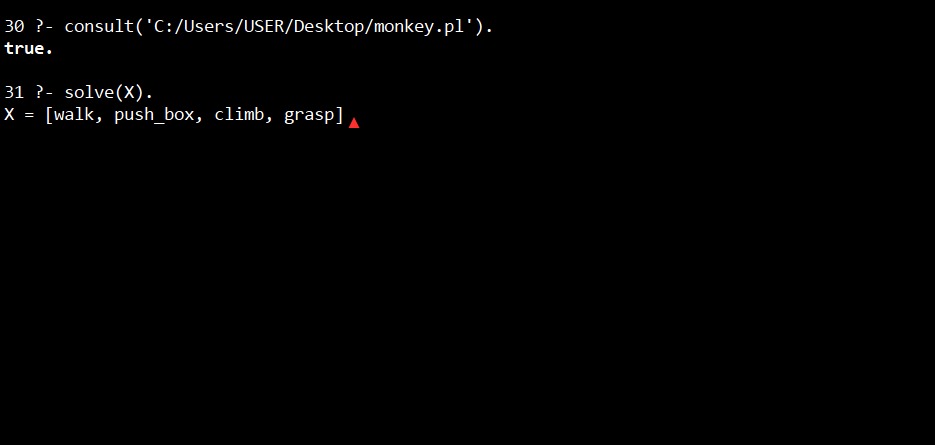 30 ?- consult('C:/Users/USER/Desktop/monkey.pl').
true.
31 ?- solve(X).
X = [walk, push_box, climb, grasp]